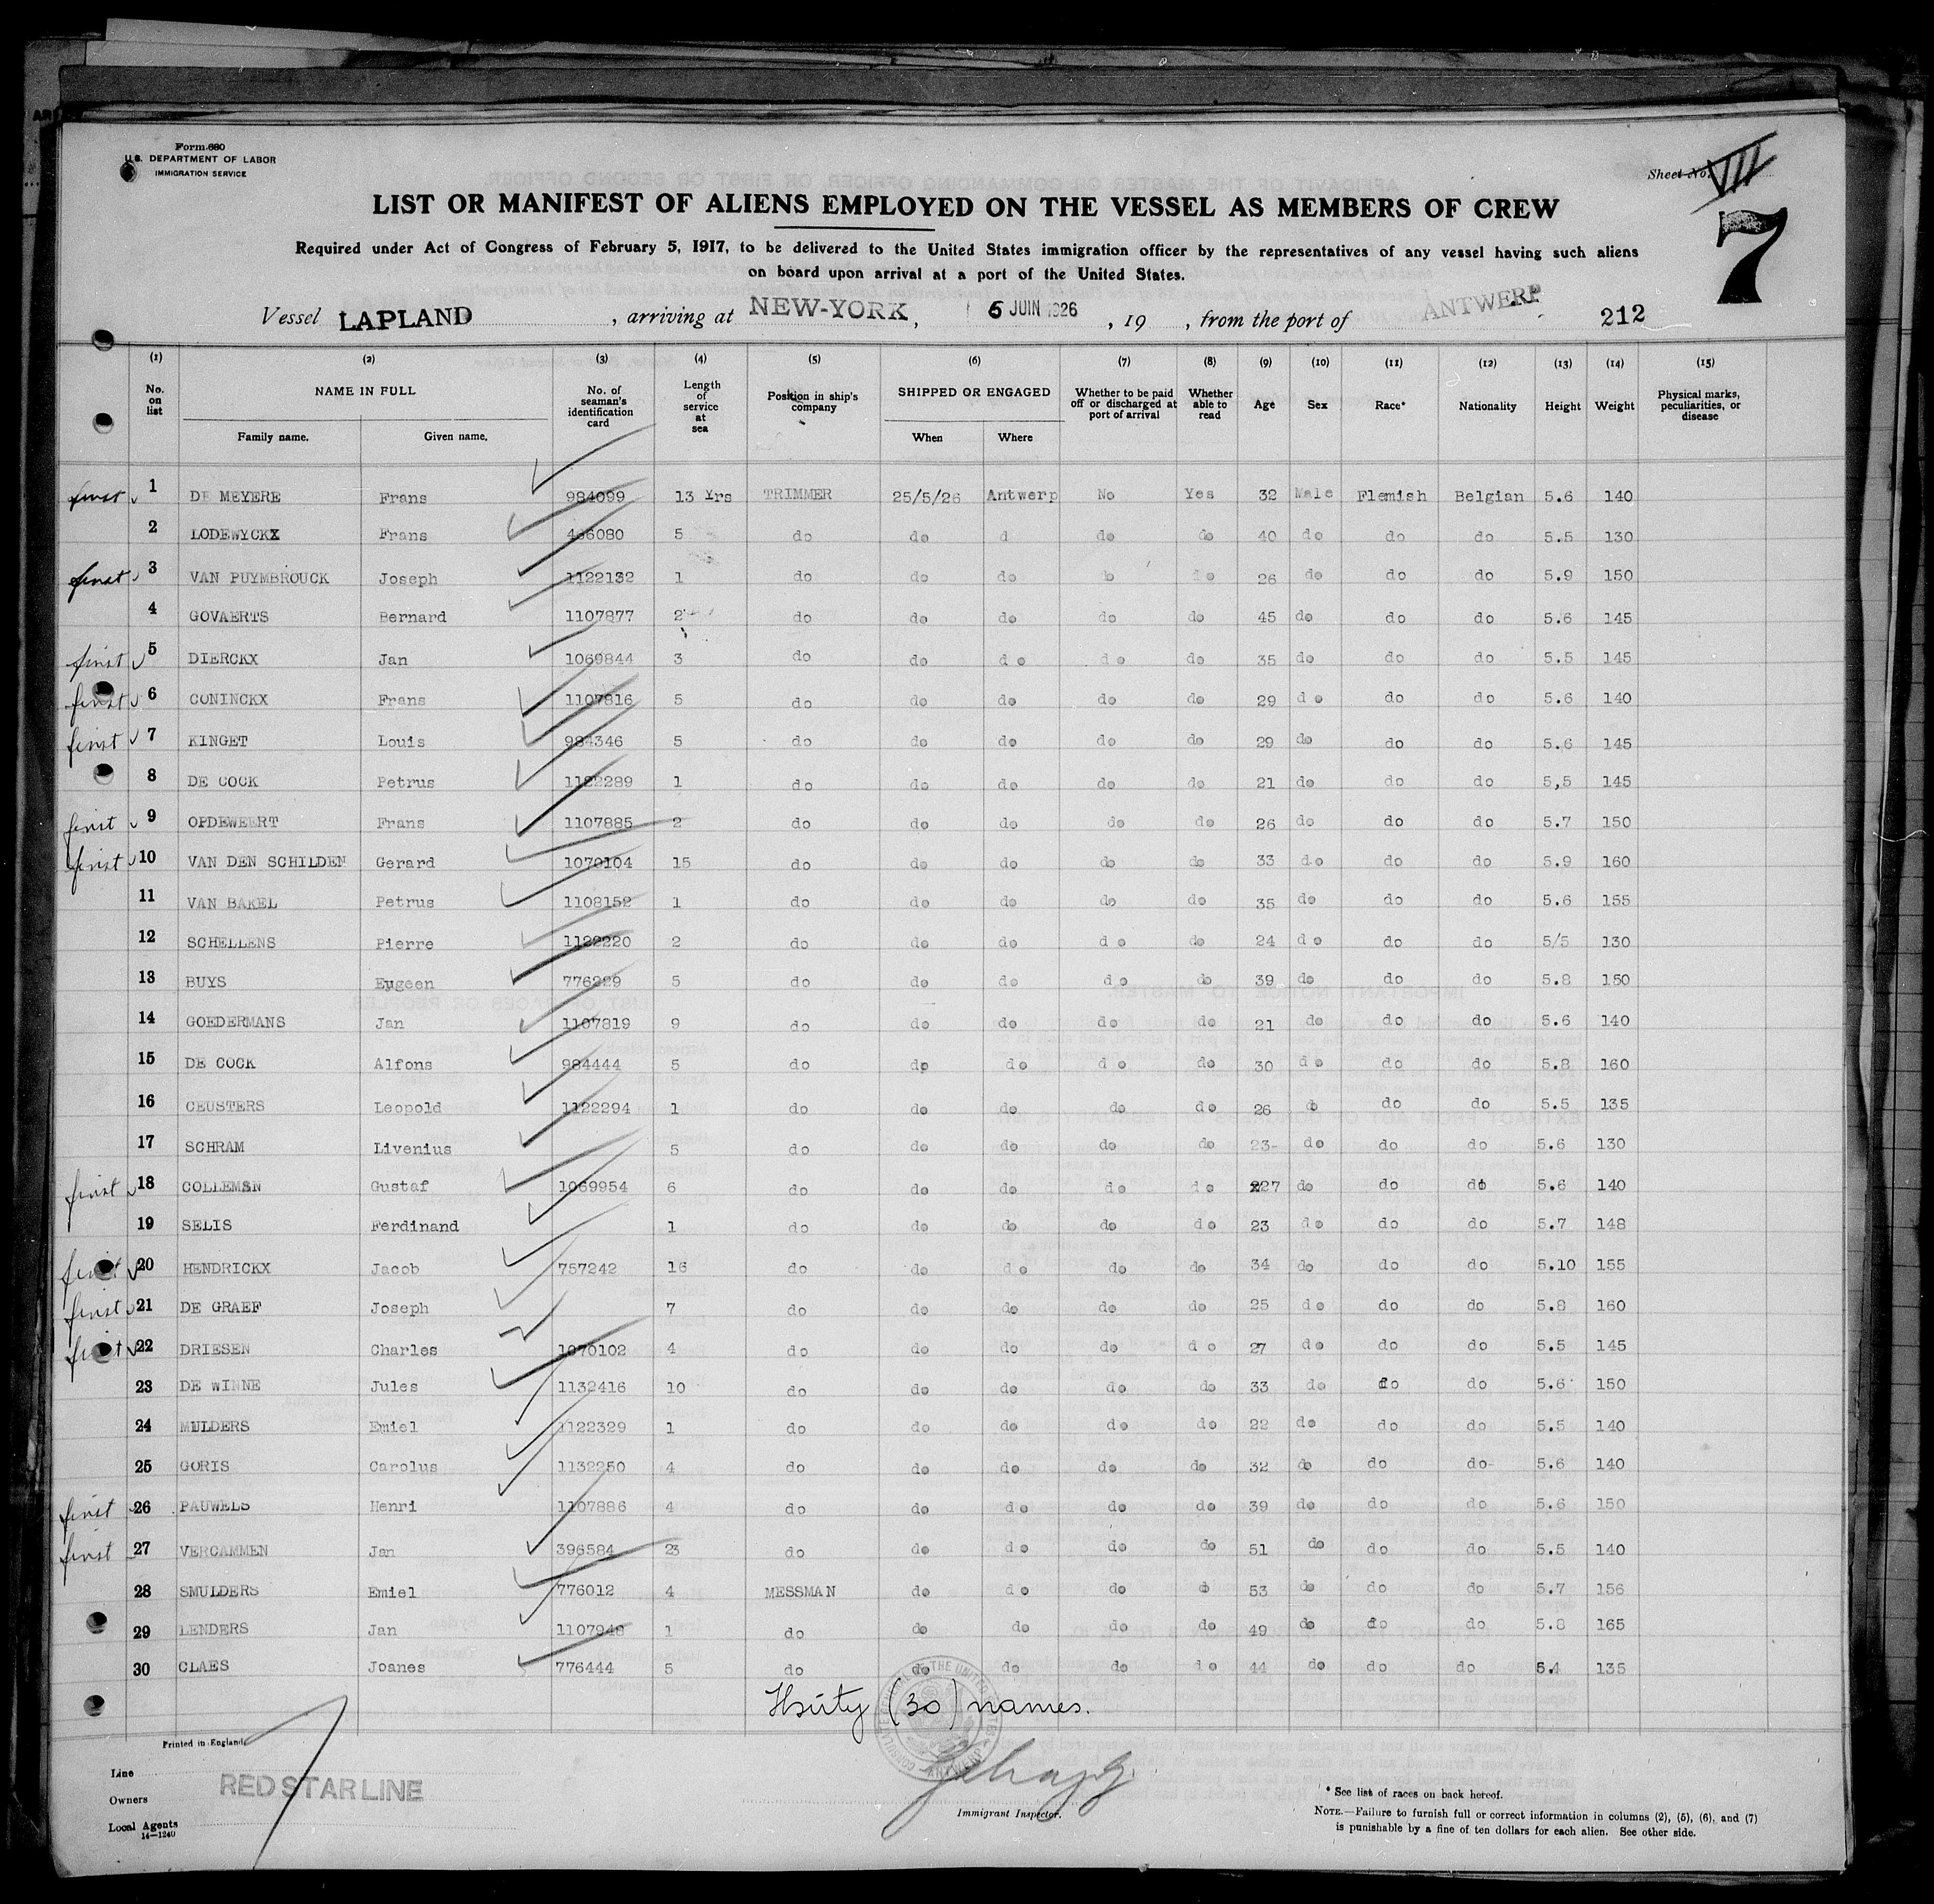 Form 680
U.S. DEPARTMENT OF LABOR
IMMIGRATION SERVICE
Sheet No. VII
7
LIST OR MANIFEST OF ALIENS EMPLOYED ON THE VESSEL AS MEMBERS OF CREW
Required under Act of Congress of February 5, 1917, to be delivered to the United States immigration officer by the representatives of any vessel having such aliens
on board upon arrival at a port of the United States.
Vessel LAPLAND, arriving at NEW-YORK, 5 JUIN 1926, 19 , from the port of ANTWERP 212
(1) (2) (3) (4) (5) (6) (7) (8) (9) (10) (11) (12) (13) (14) (15)
No. on list NAME IN FULL Family name. Given name. No. of seaman's identification card Length of service at sea Position in ship's company SHIPPED OR ENGAGED When Where Whether to be paid off or discharged at port of arrival Whether able to read Age Sex Race* Nationality Height Weight Physical marks, peculiarities, or disease
first 1 DE MEYERE Frans 984099 13 Yrs TRIMMER 25/5/26 Antwerp No Yes 32 Male Flemish Belgian 5.6 140
2 LODEWYCKX Frans 466080 5 do do d do do 40 do do do 5.5 130
first 3 VAN PUYMBROUCK Joseph 1122132 1 do do do do 26 do do do 5.9 150
4 GOVAERTS Bernard 1107877 2 do do do do do 45 do do do 5.6 145
first 5 DIERCKX Jan 1069844 3 do do do do do 35 do do do 5.5 145
first 6 CONINCKX Frans 1107816 5 do do do do do 29 do do do 5.6 140
first 7 KINGET Louis 984346 5 do do do do do 29 do do do 5.6 145
8 DE COCK Petrus 1122289 1 do do do do do 21 do do do 5,5 145
first 9 OPDEWEERT Frans 1107885 2 do do do do do 26 do do do 5.7 150
first 10 VAN DEN SCHILDEN Gerard 1070104 15 do do do do do 33 do do do 5.9 160
11 VAN BAKEL Petrus 1108152 1 do do do do do 35 do do do 5.6 155
12 SCHELLENS Pierre 1122220 2 do do do do do 24 do do do 5/5 130
13 BUYS Eugeen 776229 5 do do do do do 39 do do do 5.8 150
14 GOEDERMANS Jan 1107819 9 do do do do do 21 do do do 5.6 140
15 DE COCK Alfons 984444 5 do do do do do 30 do do do 5.8 160
16 CEUSTERS Leopold 1122294 1 do do do do do 26 do do do 5.5 135
17 SCHRAM Livenius 5 do do do do do 23- do do do 5.6 130
first 18 COLLEMAN Gustaf 1069954 6 do do do do do 27 do do do 5.6 140
19 SELIS Ferdinand 1 do do do do do 23 do do do 5.7 148
first 20 HENDRICKX Jacob 757242 16 do do do do do 34 do do do 5.10 155
first 21 DE GRAEF Joseph 7 do do do do do 25 do do do 5.8 160
first 22 DRIESEN Charles 1070102 4 do do do do do 27 do do do 5.5 145
23 DE WINNE Jules 1132416 10 do do do do do 33 do do do 5.6 150
24 MULDERS Emiel 1122329 1 do do do do do 22 do do do 5.5 140
25 GORIS Carolus 1132250 4 do do do do do 32 do do do- 5.6 140
first 26 PAUWELS Henri 1107886 4 do do do do do 39 do do do 5.6 150
first 27 VERCAMMEN Jan 396584 23 do do do do do 51 do do do 5.5 140
28 SMULDERS Emiel 776012 4 MESSMAN do do do do 53 do do do 5.7 156
29 LENDERS Jan 1107948 1 do do do do do 49 do do do 5.8 165
30 CLAES Joanes 776444 5 do do do do do 44 do do do 5.4 135
Thirty (30) names.
Printed in England
Line
Owners RED STAR LINE
Local Agents
14—1240
Immigrant Inspector.
* See list of races on back hereof.
NOTE.—Failure to furnish full or correct information in columns (2), (5), (6), and (7)
is punishable by a fine of ten dollars for each alien. See other side.